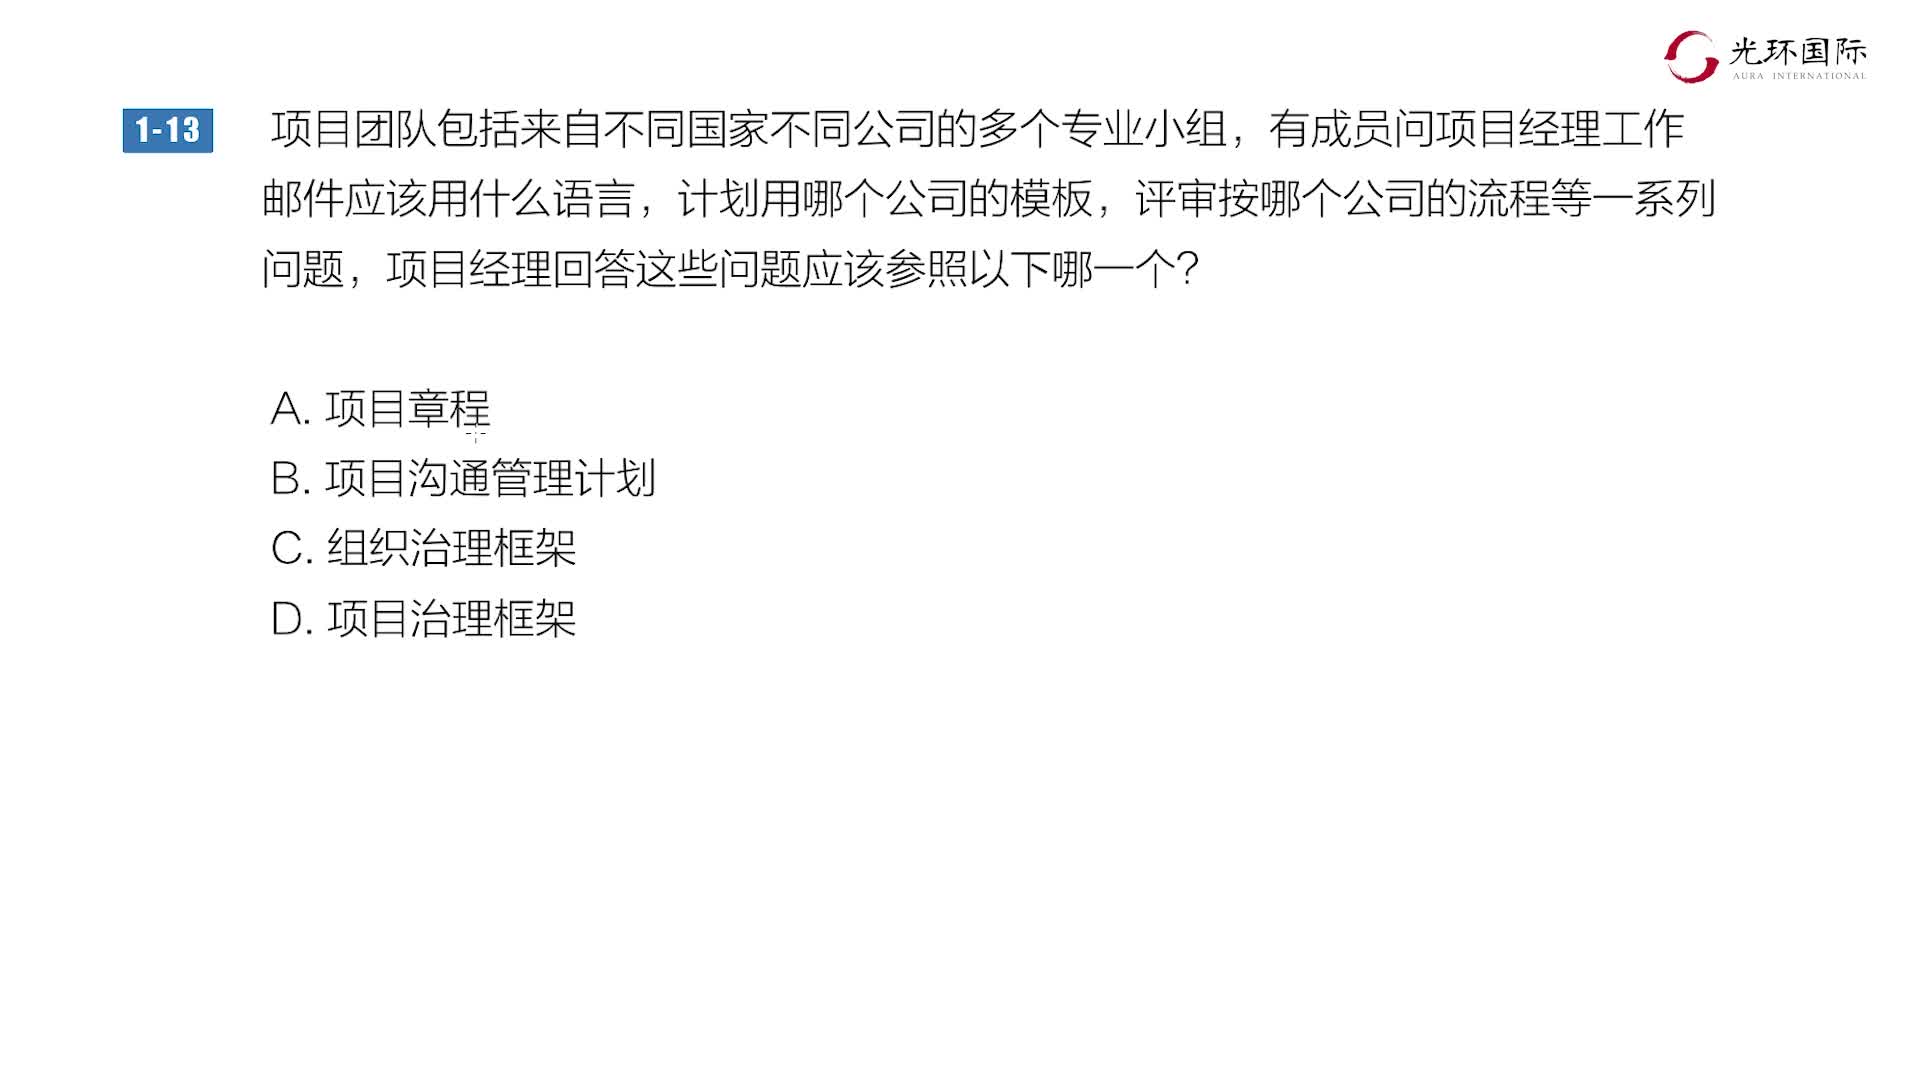 光环国际
AURA INTERNATIONAL
1-13 项目团队包括来自不同国家不同公司的多个专业小组，有成员问项目经理工作
邮件应该用什么语言，计划用哪个公司的模板，评审按哪个公司的流程等一系列
问题，项目经理回答这些问题应该参照以下哪一个？
A. 项目章程
B. 项目沟通管理计划
C. 组织治理框架
D. 项目治理框架